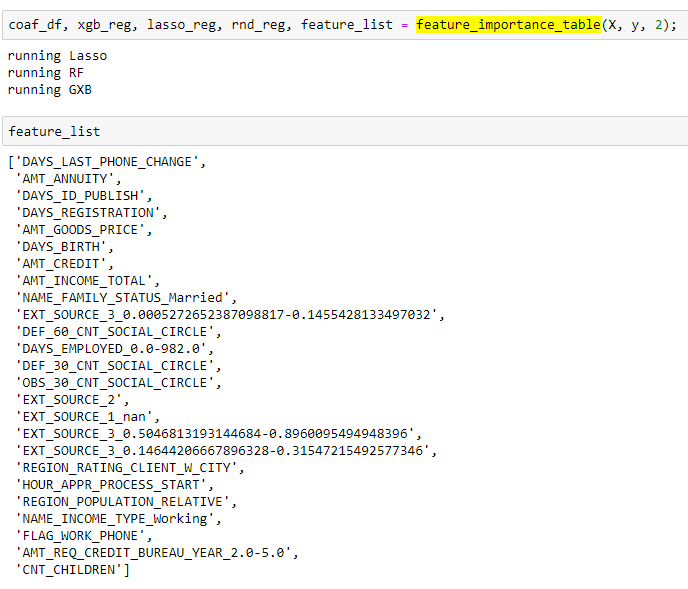 coaf_df, xgb_reg, lasso_reg, rnd_reg, feature_list = feature_importance_table(X, y, 2);
running Lasso
running RF
running GXB
feature_list
['DAYS_LAST_PHONE_CHANGE',
'AMT_ANNUITY',
'DAYS_ID_PUBLISH',
'DAYS_REGISTRATION',
'AMT_GOODS_PRICE',
'DAYS_BIRTH',
'AMT_CREDIT',
'AMT_INCOME_TOTAL',
'NAME_FAMILY_STATUS_Married',
'EXT_SOURCE_3_0.0005272652387098817-0.1455428133497032',
'DEF_60_CNT_SOCIAL_CIRCLE',
'DAYS_EMPLOYED_0.0-982.0',
'DEF_30_CNT_SOCIAL_CIRCLE',
'OBS_30_CNT_SOCIAL_CIRCLE',
'EXT_SOURCE_2',
'EXT_SOURCE_1_nan',
'EXT_SOURCE_3_0.5046813193144684-0.8960095494948396',
'EXT_SOURCE_3_0.14644206667896328-0.31547215492577346',
'REGION_RATING_CLIENT_W_CITY',
'HOUR_APPR_PROCESS_START',
'REGION_POPULATION_RELATIVE',
'NAME_INCOME_TYPE_Working',
'FLAG_WORK_PHONE',
'AMT_REQ_CREDIT_BUREAU_YEAR_2.0-5.0',
'CNT_CHILDREN']